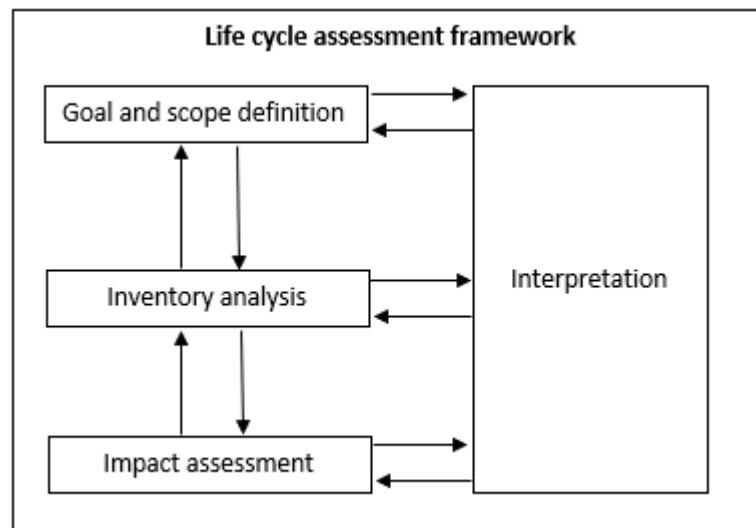 Life cycle assessment framework
Goal and scope definition
Inventory analysis
Interpretation
Impact assessment